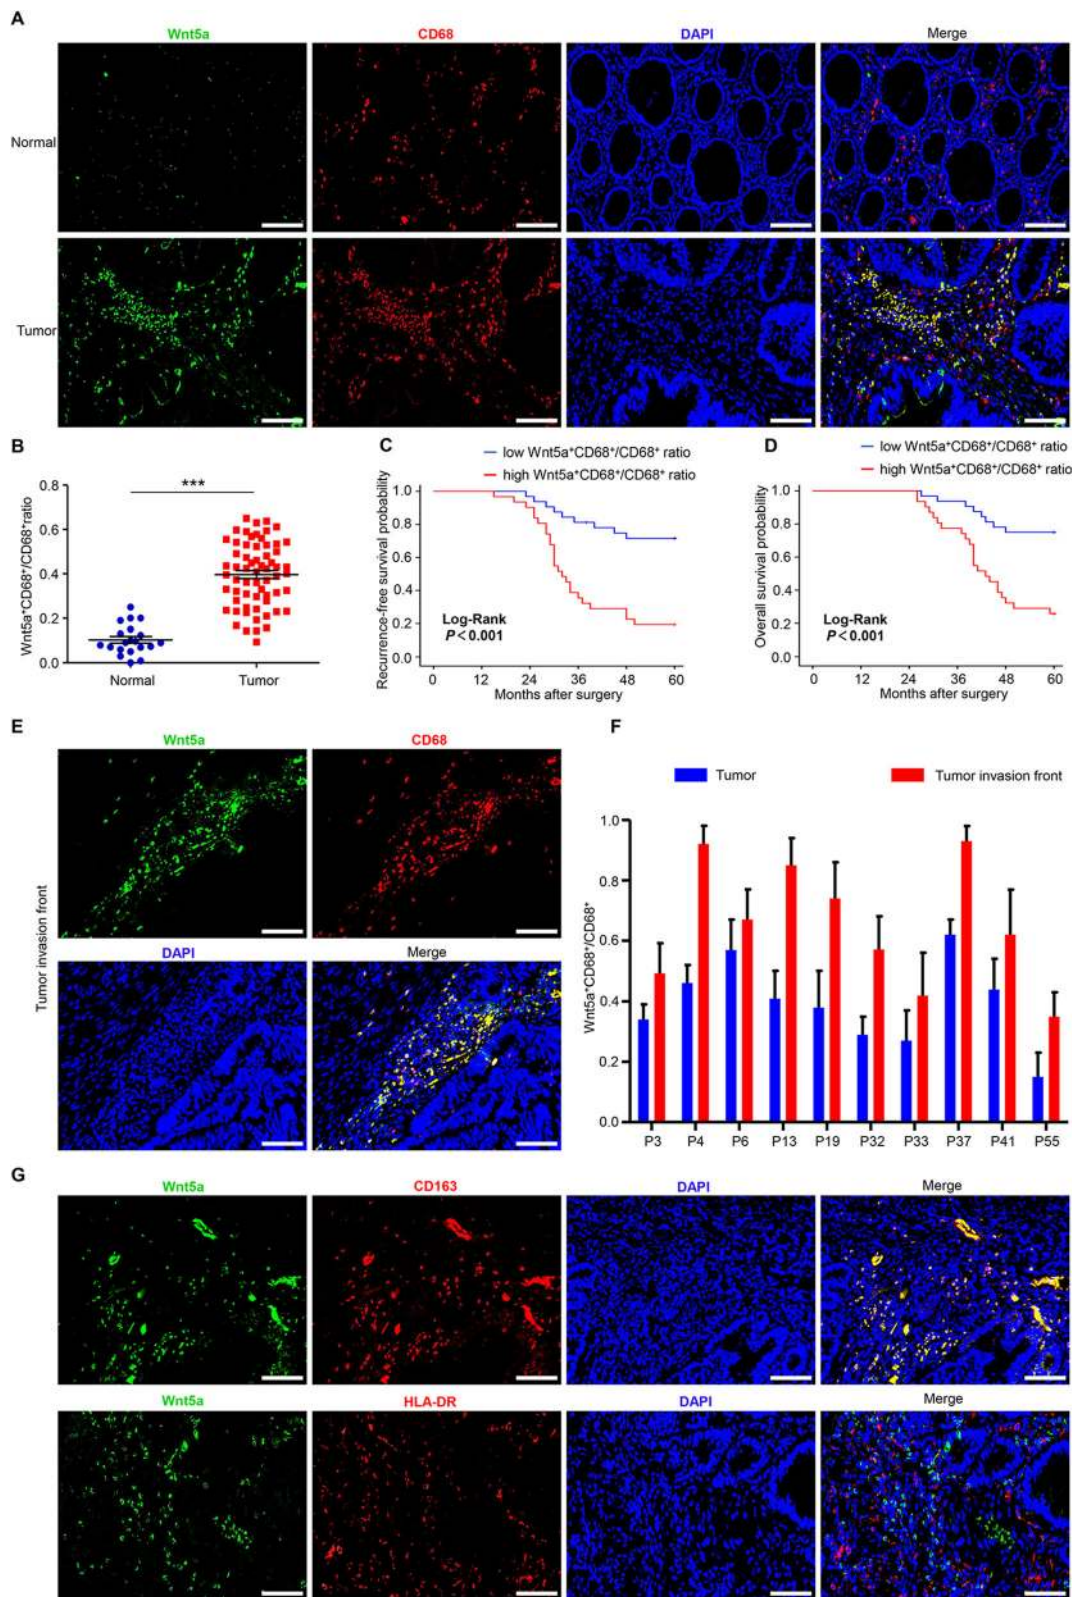 A
Wnt5a CD68 DAPI Merge
Normal
Tumor
B
Wnt5a⁺CD68⁺/CD68⁺ratio
0.8
0.6
0.4
0.2
0.0
***
Normal Tumor
C
low Wnt5a⁺CD68⁺/CD68⁺ ratio
high Wnt5a⁺CD68⁺/CD68⁺ ratio
Recurrence-free survival probability
1.0
0.8
0.6
0.4
0.2
0.0
Log-Rank
P<0.001
0 12 24 36 48 60
Months after surgery
D
low Wnt5a⁺CD68⁺/CD68⁺ ratio
high Wnt5a⁺CD68⁺/CD68⁺ ratio
Overall survival probability
1.0
0.8
0.6
0.4
0.2
0.0
Log-Rank
P<0.001
0 12 24 36 48 60
Months after surgery
E
Wnt5a CD68
Tumor invasion front
DAPI Merge
F
Tumor Tumor invasion front
Wnt5a⁺CD68⁺/CD68⁺
1.0
0.8
0.6
0.4
0.2
0.0
P3 P4 P6 P13 P19 P32 P33 P37 P41 P55
G
Wnt5a CD163 DAPI Merge
Wnt5a HLA-DR DAPI Merge